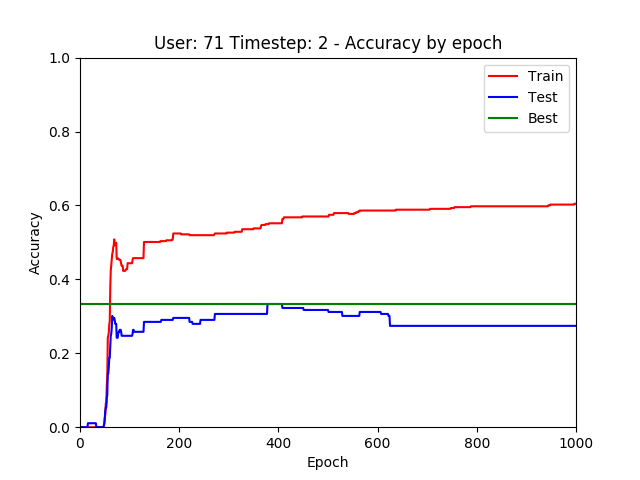 User: 71 Timestep: 2 - Accuracy by epoch
Train
Test
Best
Accuracy
1.0
0.8
0.6
0.4
0.2
0.0
0 200 400 600 800 1000
Epoch